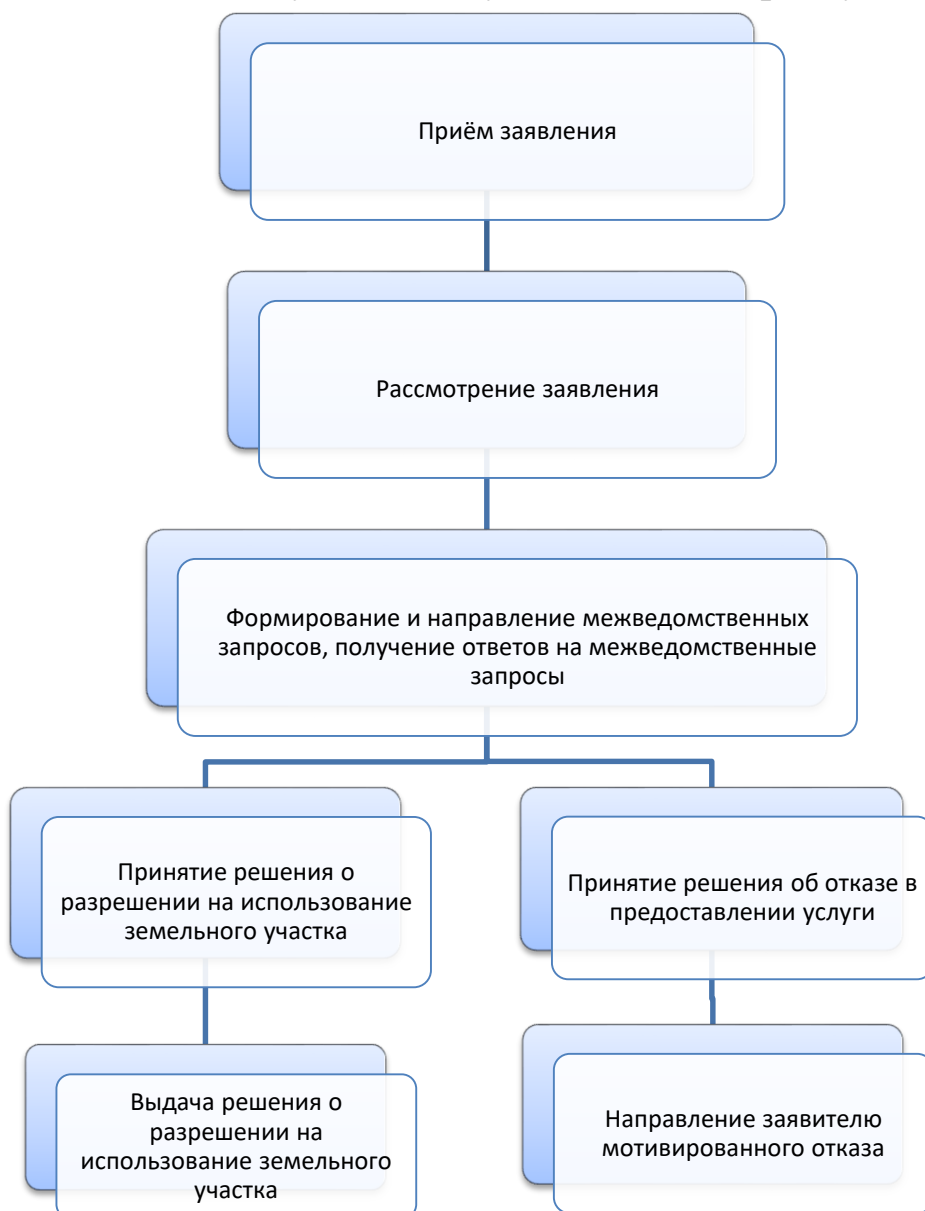 Приём заявления
Рассмотрение заявления
Формирование и направление межведомственных
запросов, получение ответов на межведомственные
запросы
Принятие решения о
разрешении на использование
земельного участка
Принятие решения об отказе в
предоставлении услуги
Выдача решения о
разрешении на
использование земельного
участка
Направление заявителю
мотивированного отказа